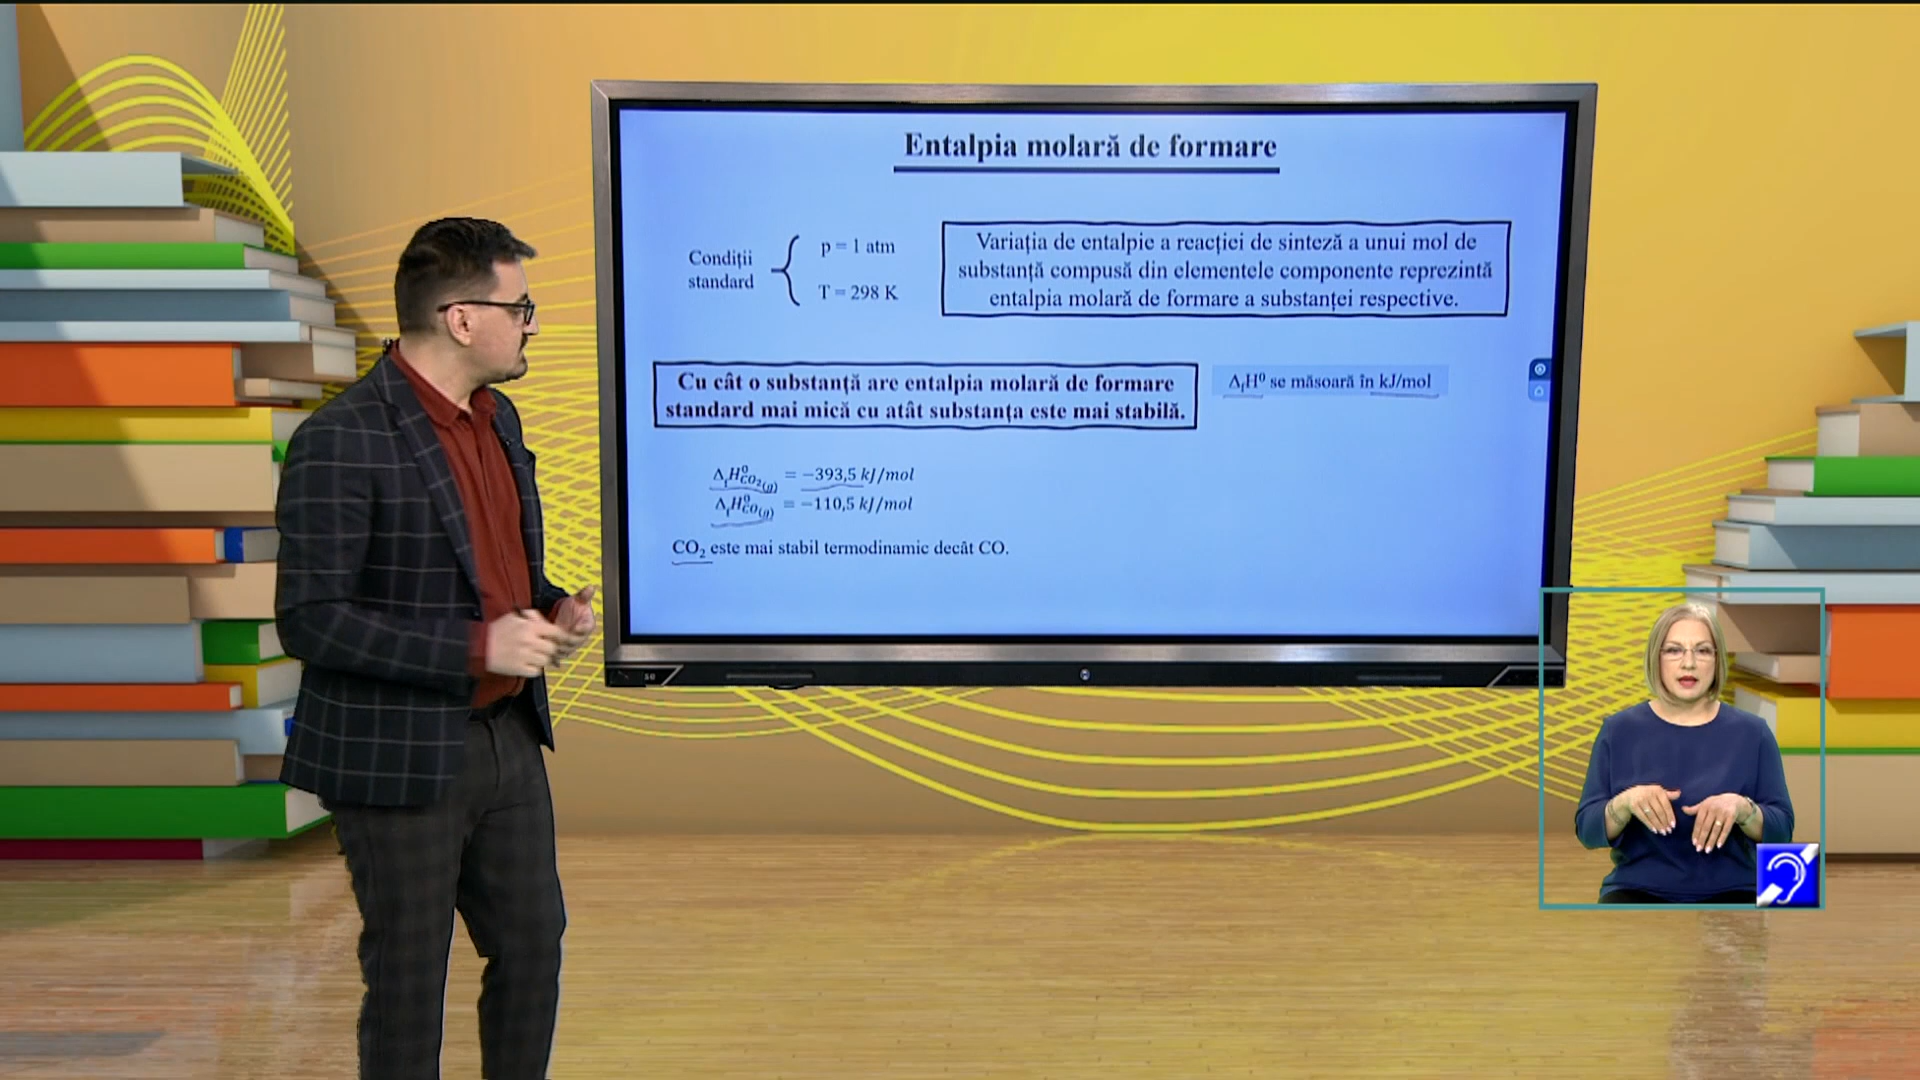 Entalpia molară de formare
Condiții
standard
p = 1 atm
T = 298 K
Variația de entalpie a reacției de sinteză a unui mol de
substanță compusă din elementele componente reprezintă
entalpia molară de formare a substanței respective.
Cu cât o substanță are entalpia molară de formare
standard mai mică cu atât substanța este mai stabilă.
ΔfH⁰ se măsoară în kJ/mol
ΔfH⁰CO₂(g) = −393,5 kJ/mol
ΔfH⁰CO(g) = −110,5 kJ/mol
CO₂ este mai stabil termodinamic decât CO.